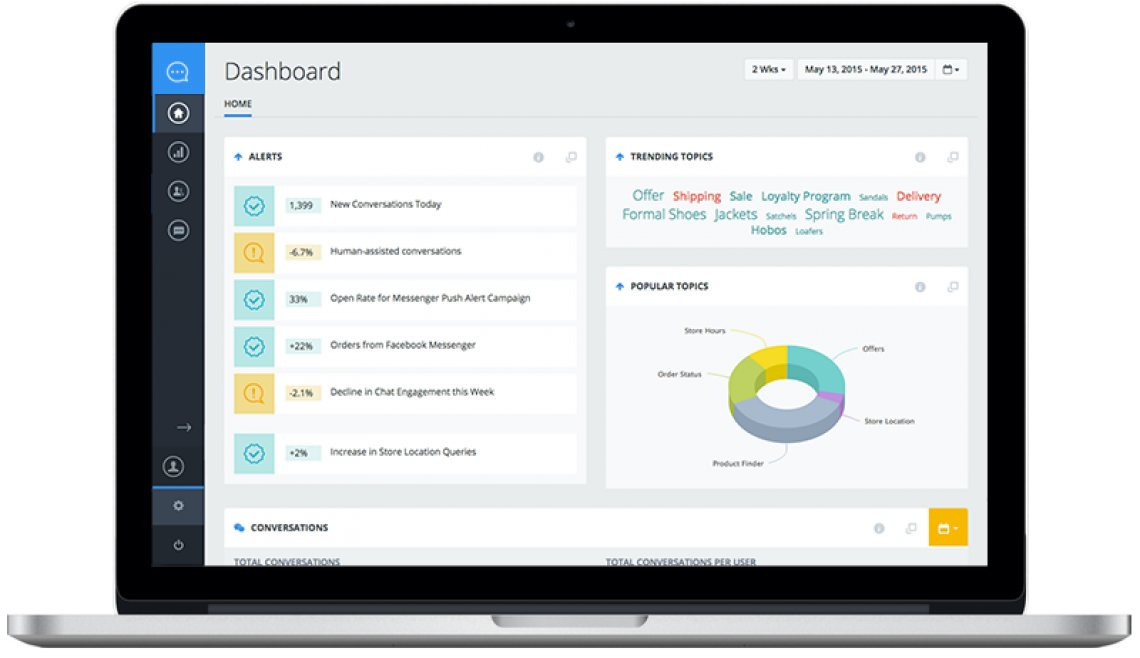 Dashboard
2 Wks
May 13, 2015 - May 27, 2015
HOME
ALERTS
1,399 New Conversations Today
-6.7% Human-assisted conversations
33% Open Rate for Messenger Push Alert Campaign
+22% Orders from Facebook Messenger
-2.1% Decline in Chat Engagement this Week
+2% Increase in Store Location Queries
TRENDING TOPICS
Offer Shipping Sale Loyalty Program Sandals Delivery
Formal Shoes Jackets Satchels Spring Break Return Pumps
Hobos Loafers
POPULAR TOPICS
Store Hours
Offers
Order Status
Store Location
Product Finder
CONVERSATIONS
TOTAL CONVERSATIONS
TOTAL CONVERSATIONS PER USER